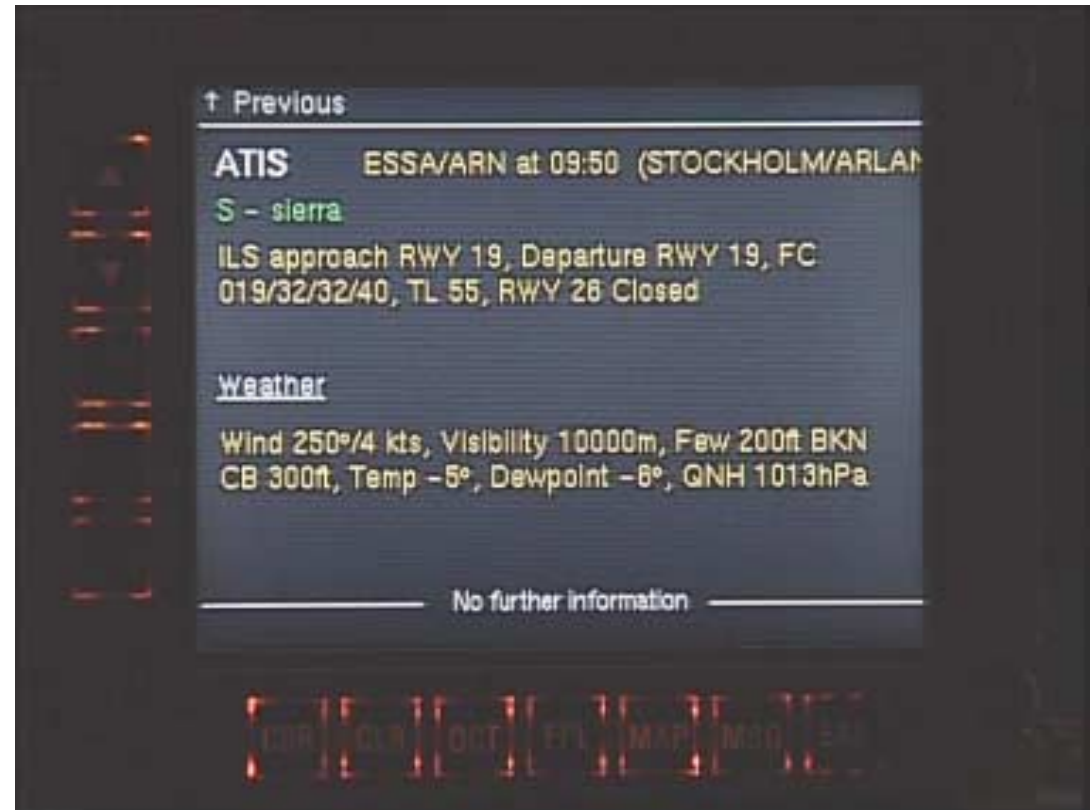 ↑ Previous
ATIS ESSA/ARN at 09:50 (STOCKHOLM/ARLAN
S - sierra
ILS approach RWY 19, Departure RWY 19, FC
019/32/32/40, TL 55, RWY 26 Closed
Weather
Wind 250°/4 kts, Visibility 10000m, Few 200ft BKN
CB 300ft, Temp -5°, Dewpoint -6°, QNH 1013hPa
No further information
CLR MAP MSG